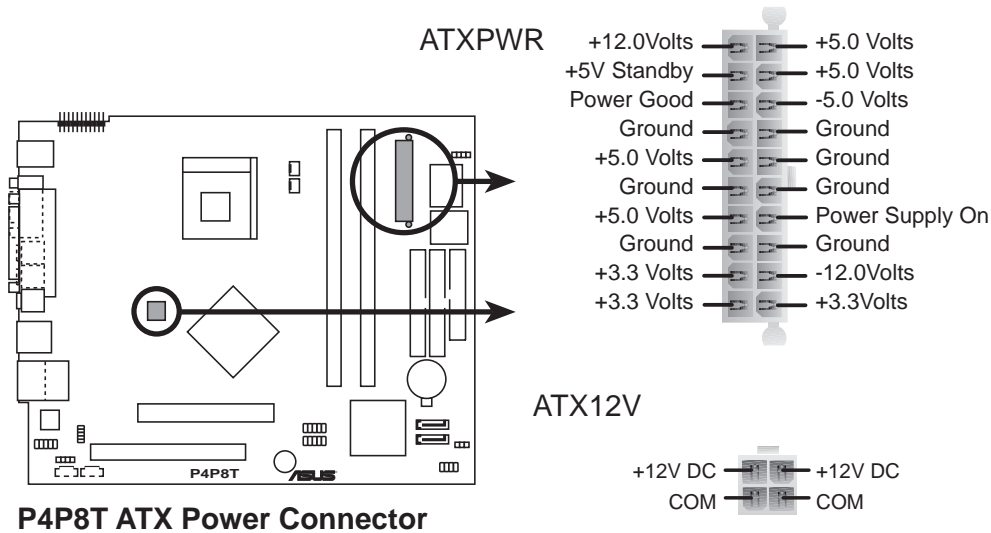 ATXPWR
+12.0Volts +5.0 Volts
+5V Standby +5.0 Volts
Power Good -5.0 Volts
Ground Ground
+5.0 Volts Ground
Ground Ground
+5.0 Volts Power Supply On
Ground Ground
+3.3 Volts -12.0Volts
+3.3 Volts +3.3Volts
ATX12V
+12V DC +12V DC
COM COM
P4P8T ASUS
P4P8T ATX Power Connector